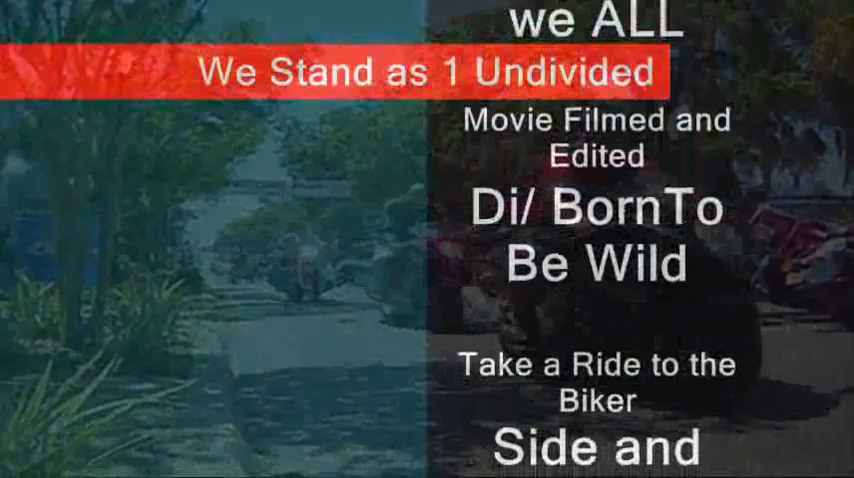 we ALL
We Stand as 1 Undivided
Movie Filmed and
Edited
Di/ BornTo
Be Wild
Take a Ride to the
Biker
Side and